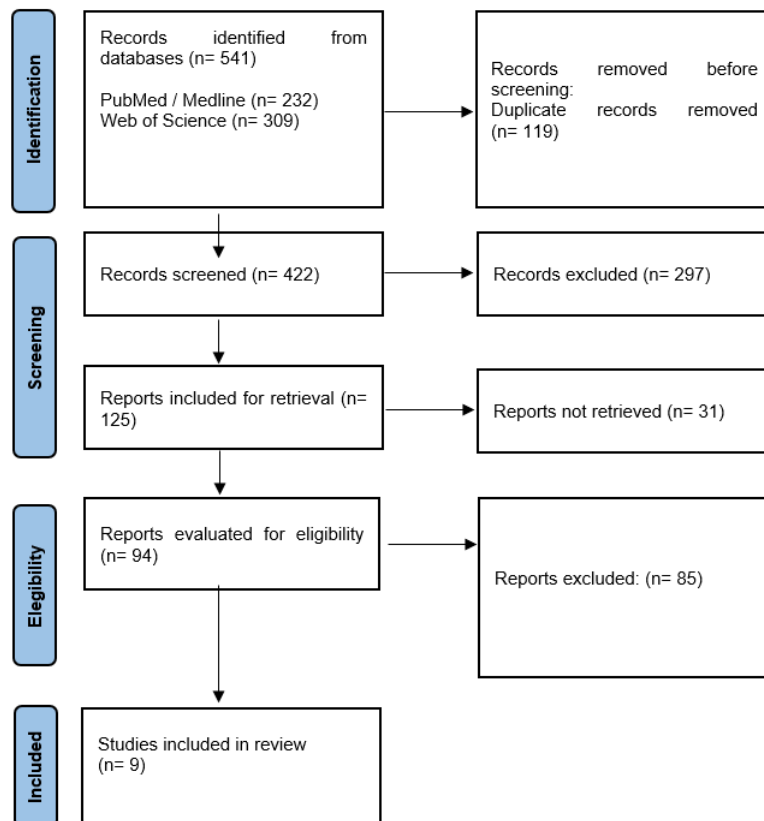 Identification
Records identified from
databases (n= 541)
PubMed / Medline (n= 232)
Web of Science (n= 309)
Records removed before
screening:
Duplicate records removed
(n= 119)
Screening
Records screened (n= 422)
Records excluded (n= 297)
Reports included for retrieval (n=
125)
Reports not retrieved (n= 31)
Elegibility
Reports evaluated for eligibility
(n= 94)
Reports excluded: (n= 85)
Included
Studies included in review
(n= 9)